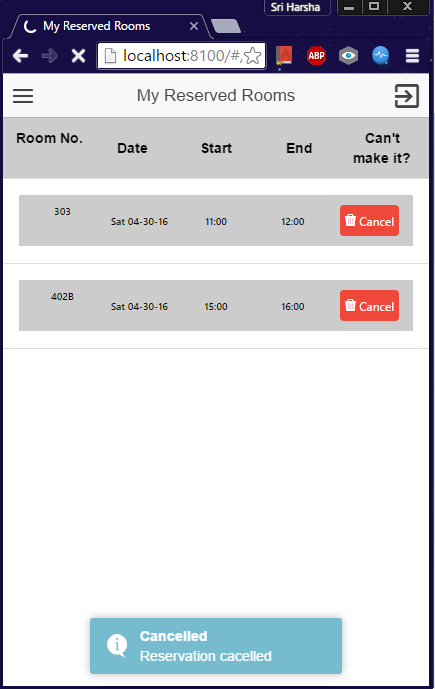 Sri Harsha
My Reserved Rooms
localhost:8100/#,
ABP
My Reserved Rooms
Room No. Date Start End Can't make it?
303 Sat 04-30-16 11:00 12:00 Cancel
402B Sat 04-30-16 15:00 16:00 Cancel
Cancelled
Reservation cacelled